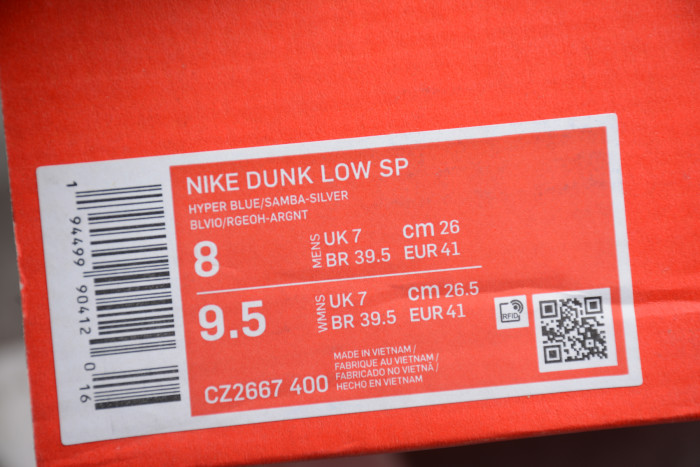 NIKE DUNK LOW SP
HYPER BLUE/SAMBA-SILVER
BLVIO/RGEOH-ARGNT
8 MENS UK 7 cm 26
BR 39.5 EUR 41
9.5 WMNS UK 7 cm 26.5
BR 39.5 EUR 41
RFID
CZ2667 400
MADE IN VIETNAM /
FABRIQUE AU VIETNAM /
FABRICADO NO VIETNÃ /
HECHO EN VIETNAM
1 94499 90412 0 16